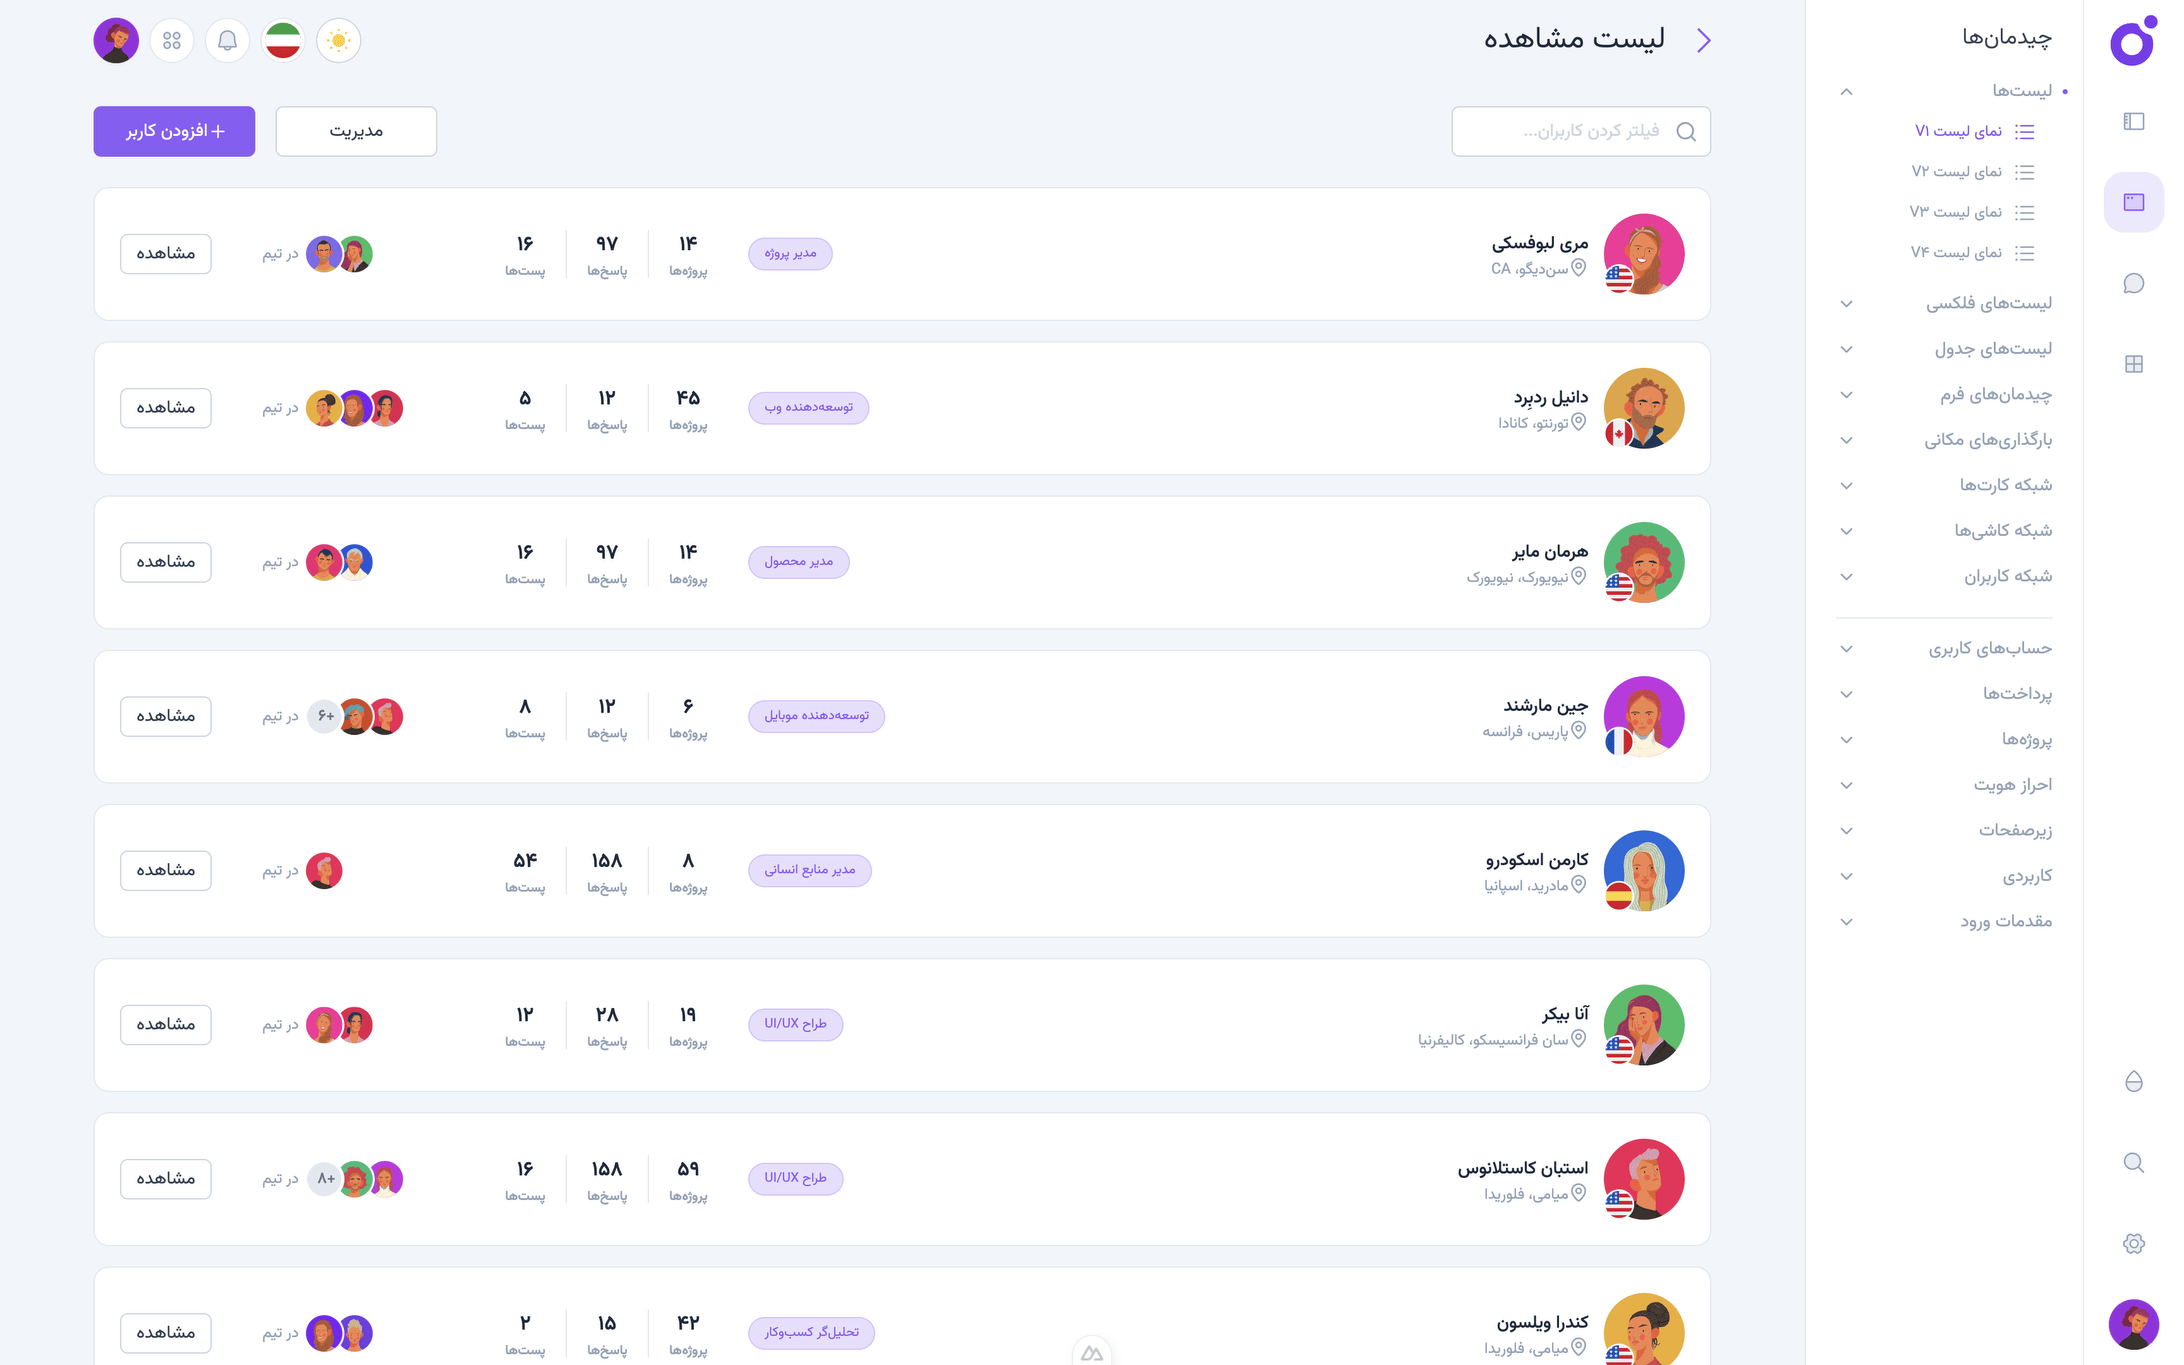 چیدمان‌ها
لیست‌ها
نمای لیست V۱
نمای لیست V۲
نمای لیست V۳
نمای لیست V۴
لیست‌های فلکسی
لیست‌های جدول
چیدمان‌های فرم
بارگذاری‌های مکانی
شبکه کارت‌ها
شبکه کاشی‌ها
شبکه کاربران
حساب‌های کاربری
پرداخت‌ها
پروژه‌ها
احراز هویت
زیرصفحات
کاربردی
مقدمات ورود
لیست مشاهده
فیلتر کردن کاربران...
مدیریت
+ افزودن کاربر
مری لبوفسکی
سن‌دیگو، CA
مدیر پروژه
۱۴ ۹۷ ۱۶
پروژه‌ها پاسخ‌ها پست‌ها
در تیم
مشاهده
دانیل ردبِرد
تورنتو، کانادا
توسعه‌دهنده وب
۴۵ ۱۲ ۵
پروژه‌ها پاسخ‌ها پست‌ها
در تیم
مشاهده
هرمان مایر
نیویورک، نیویورک
مدیر محصول
۱۴ ۹۷ ۱۶
پروژه‌ها پاسخ‌ها پست‌ها
در تیم
مشاهده
جین مارشند
پاریس، فرانسه
توسعه‌دهنده موبایل
۶ ۱۲ ۸
پروژه‌ها پاسخ‌ها پست‌ها
+۶
در تیم
مشاهده
کارمن اسکودرو
مادرید، اسپانیا
مدیر منابع انسانی
۸ ۱۵۸ ۵۴
پروژه‌ها پاسخ‌ها پست‌ها
در تیم
مشاهده
آنا بیکر
سان فرانسیسکو، کالیفرنیا
طراح UI/UX
۱۹ ۲۸ ۱۲
پروژه‌ها پاسخ‌ها پست‌ها
در تیم
مشاهده
استبان کاستلانوس
میامی، فلوریدا
طراح UI/UX
۵۹ ۱۵۸ ۱۶
پروژه‌ها پاسخ‌ها پست‌ها
+۸
در تیم
مشاهده
کندرا ویلسون
میامی، فلوریدا
تحلیل‌گر کسب‌وکار
۴۲ ۱۵ ۲
پروژه‌ها پاسخ‌ها پست‌ها
در تیم
مشاهده